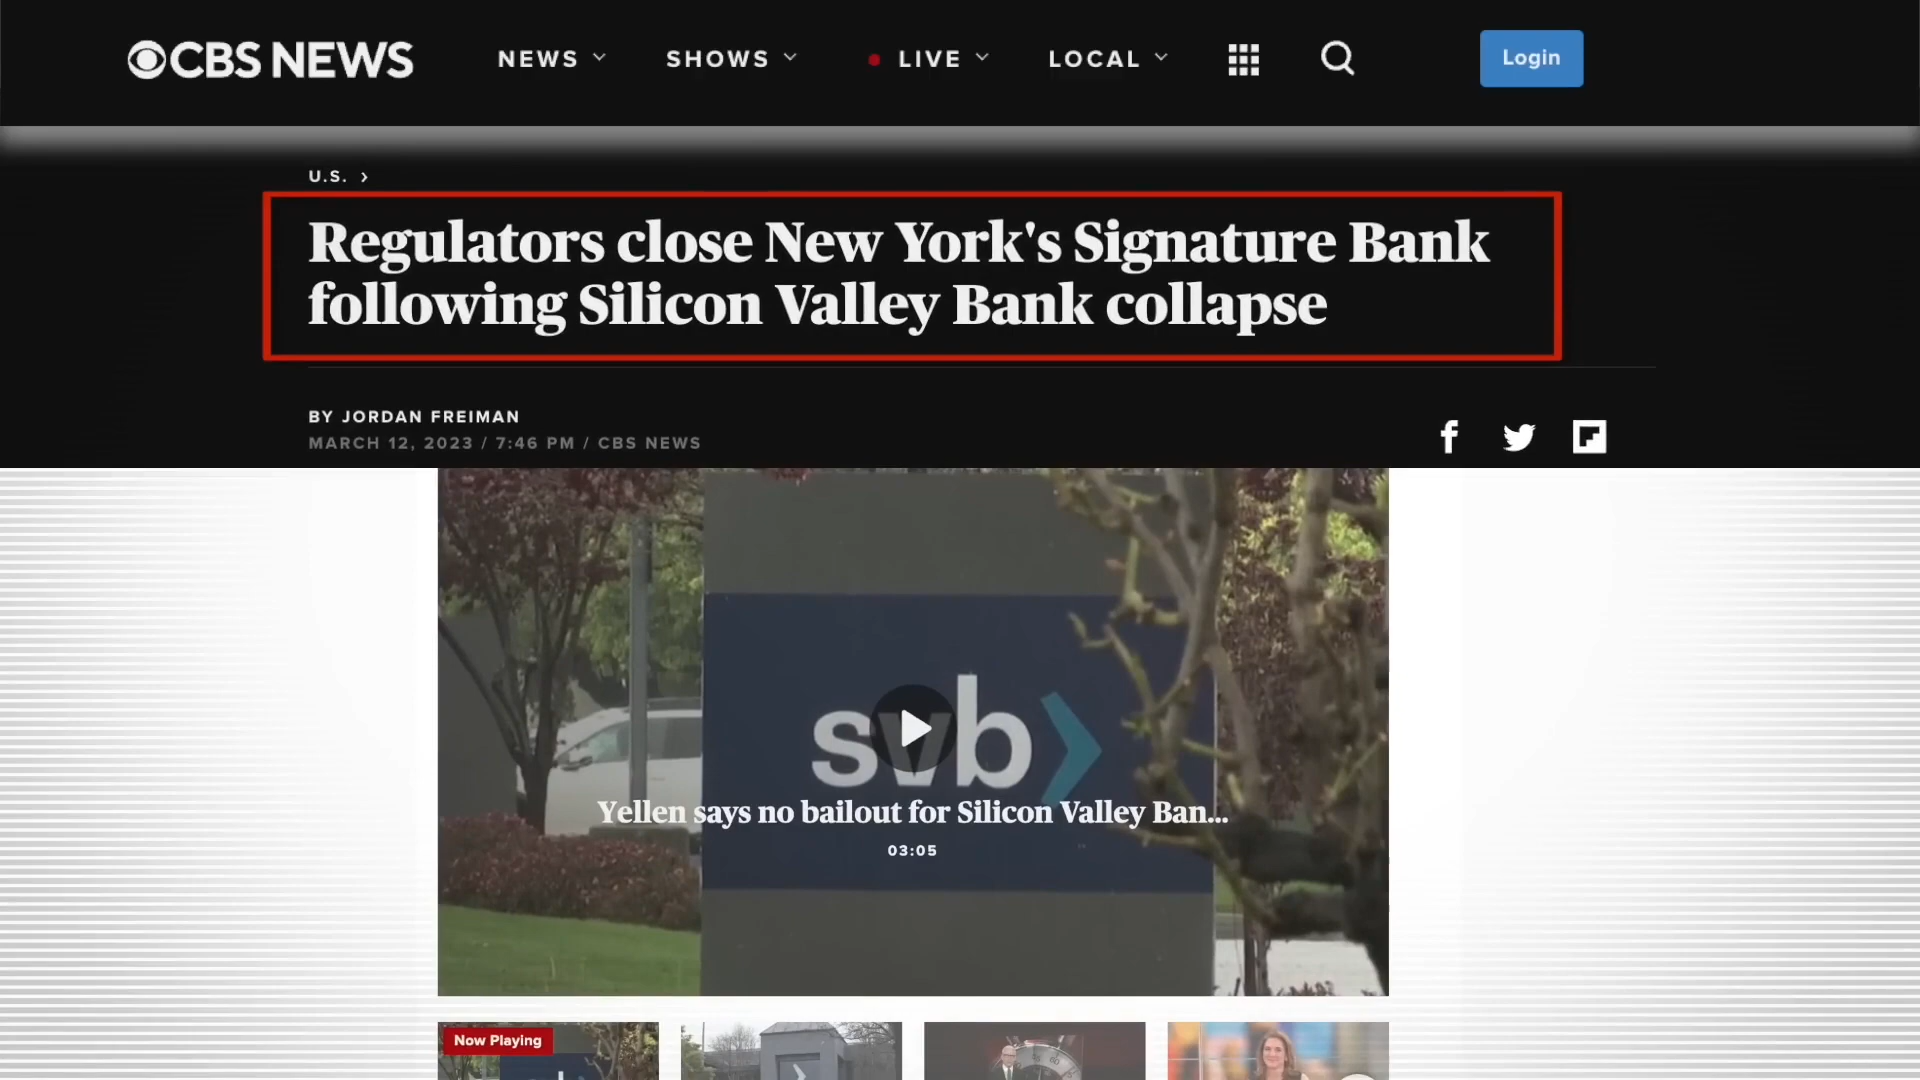 CBS NEWS
NEWS
SHOWS
LIVE
LOCAL
Login
U.S.
Regulators close New York's Signature Bank
following Silicon Valley Bank collapse
BY JORDAN FREIMAN
MARCH 12, 2023 / 7:46 PM / CBS NEWS
svb
Yellen says no bailout for Silicon Valley Ban...
03:05
Now Playing